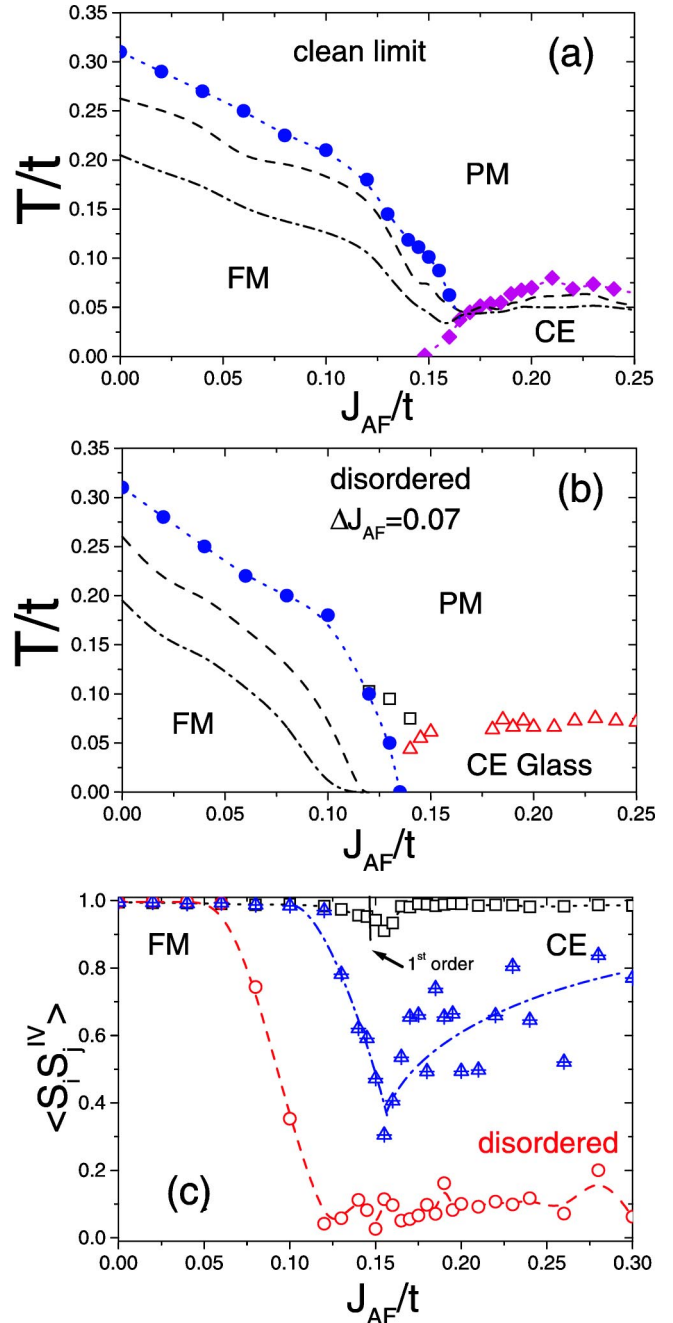 0.35
0.30
0.25
0.20
0.15
0.10
0.05
0.00
T/t
clean limit
(a)
PM
FM
CE
0.00 0.05 0.10 0.15 0.20 0.25
J_AF/t
0.35
0.30
0.25
0.20
0.15
0.10
0.05
0.00
T/t
disordered
(b)
ΔJ_AF=0.07
PM
FM
CE Glass
0.00 0.05 0.10 0.15 0.20 0.25
J_AF/t
1.0
0.8
0.6
0.4
0.2
0.0
<S_iS_j^IV>
FM
CE
1st order
disordered
(c)
0.00 0.05 0.10 0.15 0.20 0.25 0.30
J_AF/t